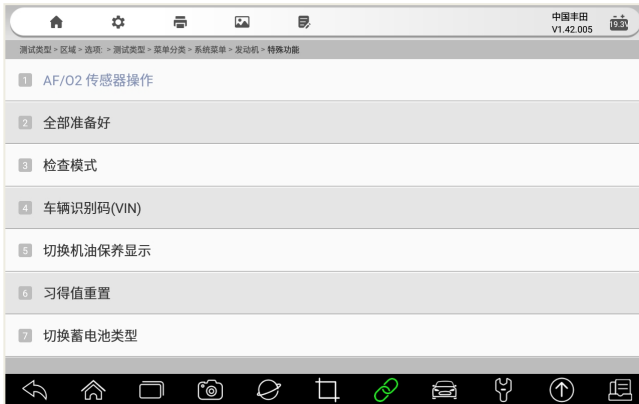 中国丰田
V1.42.005
19.3V
测试类型 > 区域 > 选项: > 测试类型 > 菜单分类 > 系统菜单 > 发动机 > 特殊功能
1 AF/O2 传感器操作
2 全部准备好
3 检查模式
4 车辆识别码(VIN)
5 切换机油保养显示
6 习得值重置
7 切换蓄电池类型